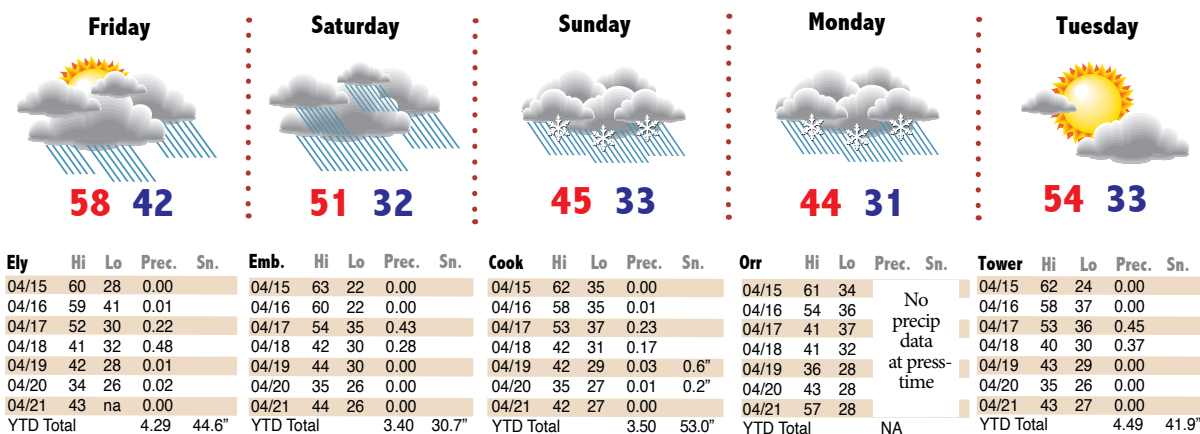 Friday
Saturday
Sunday
Monday
Tuesday
58 42
51 32
45 33
44 31
54 33
Ely Hi Lo Prec. Sn.
04/15 60 28 0.00
04/16 59 41 0.01
04/17 52 30 0.22
04/18 41 32 0.48
04/19 42 28 0.01
04/20 34 26 0.02
04/21 43 na 0.00
YTD Total 4.29 44.6”
Emb. Hi Lo Prec. Sn.
04/15 63 22 0.00
04/16 60 22 0.00
04/17 54 35 0.43
04/18 42 30 0.28
04/19 44 30 0.00
04/20 35 26 0.00
04/21 44 26 0.00
YTD Total 3.40 30.7”
Cook Hi Lo Prec. Sn.
04/15 62 35 0.00
04/16 58 35 0.01
04/17 53 37 0.23
04/18 42 31 0.17
04/19 42 29 0.03 0.6”
04/20 35 27 0.01 0.2”
04/21 42 27 0.00
YTD Total 3.50 53.0”
Orr Hi Lo Prec. Sn.
04/15 61 34
04/16 54 36
04/17 41 37
04/18 41 32
04/19 36 28
04/20 43 28
04/21 57 28
No
precip
data
at press-
time
YTD Total NA
Tower Hi Lo Prec. Sn.
04/15 62 24 0.00
04/16 58 37 0.00
04/17 53 36 0.45
04/18 40 30 0.37
04/19 43 29 0.00
04/20 35 26 0.00
04/21 43 27 0.00
YTD Total 4.49 41.9”